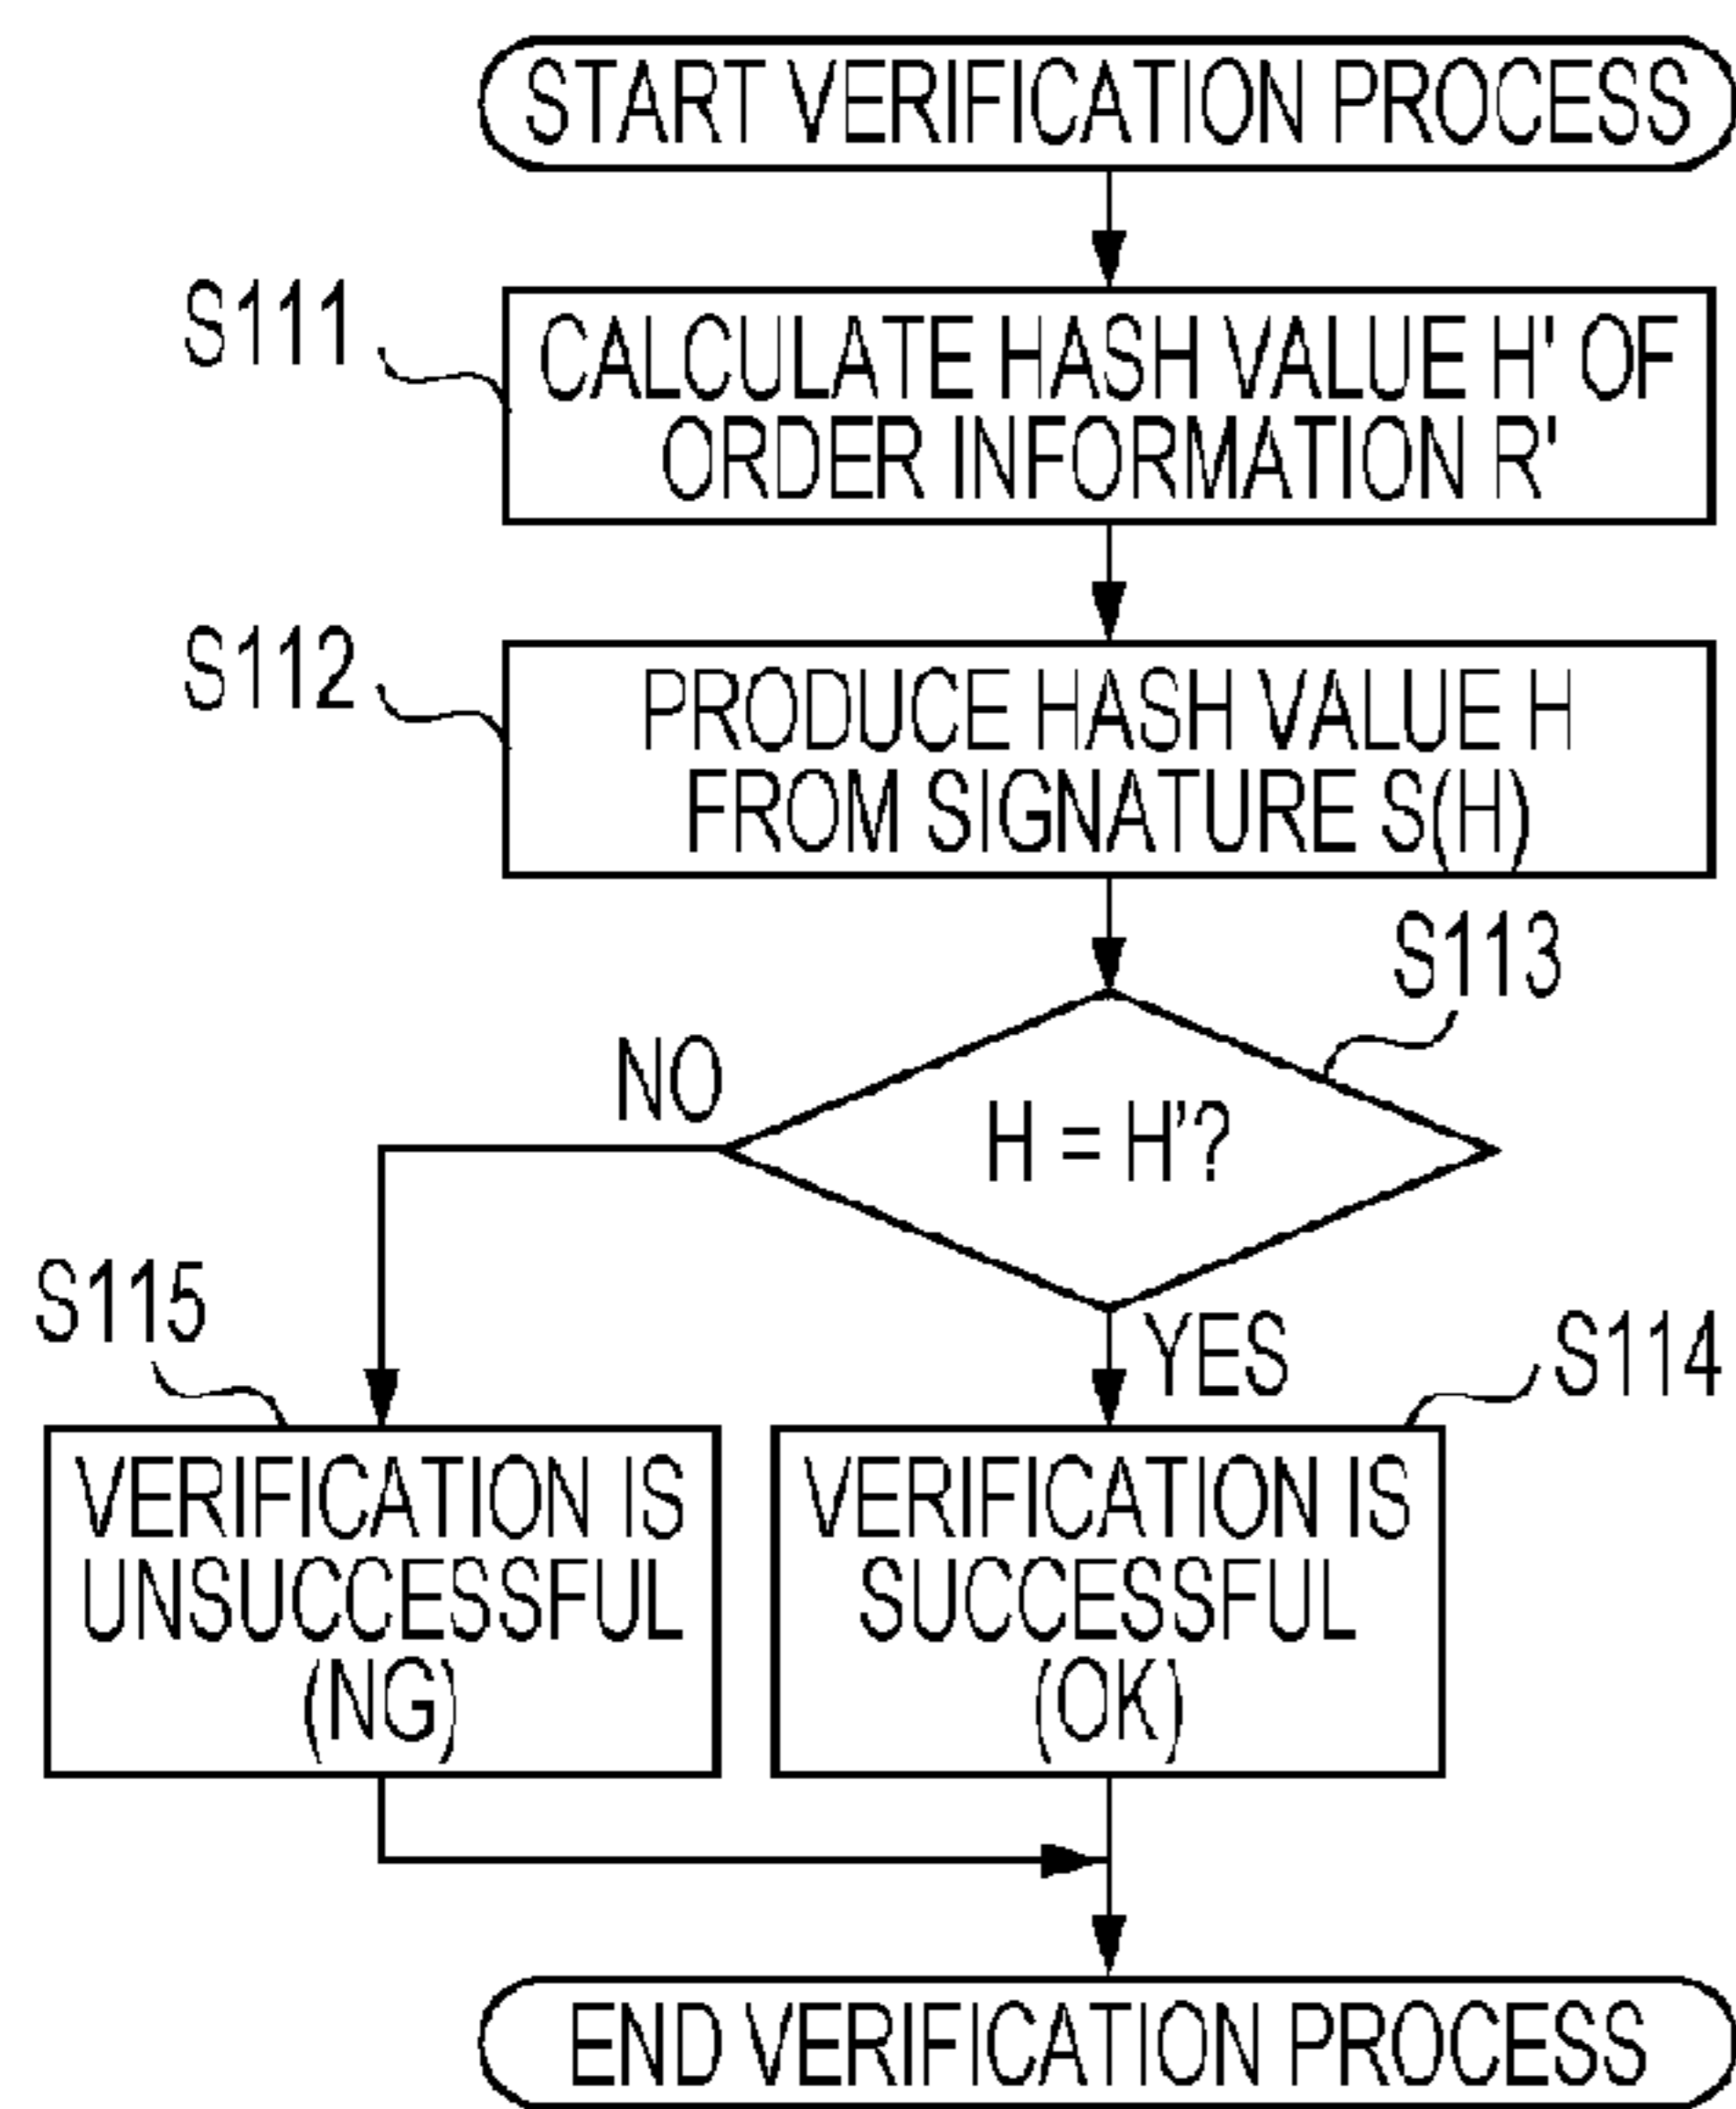 START VERIFICATION PROCESS
S111
CALCULATE HASH VALUE H' OF
ORDER INFORMATION R'
S112
PRODUCE HASH VALUE H
FROM SIGNATURE S(H)
S113
NO
H = H'?
YES
S115
S114
VERIFICATION IS
UNSUCCESSFUL
(NG)
VERIFICATION IS
SUCCESSFUL
(OK)
END VERIFICATION PROCESS